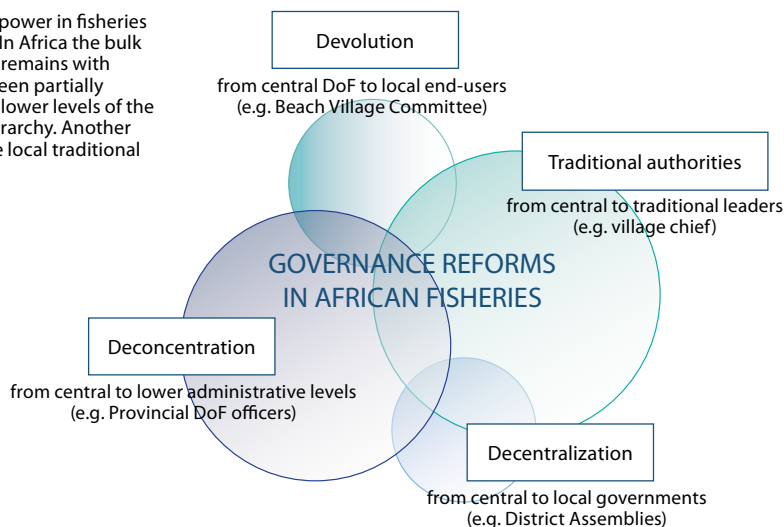 power in fisheries
In Africa the bulk
remains with
een partially
lower levels of the
rarchy. Another
e local traditional
Devolution
from central DoF to local end-users
(e.g. Beach Village Committee)
Traditional authorities
from central to traditional leaders
(e.g. village chief)
GOVERNANCE REFORMS
IN AFRICAN FISHERIES
Deconcentration
from central to lower administrative levels
(e.g. Provincial DoF officers)
Decentralization
from central to local governments
(e.g. District Assemblies)